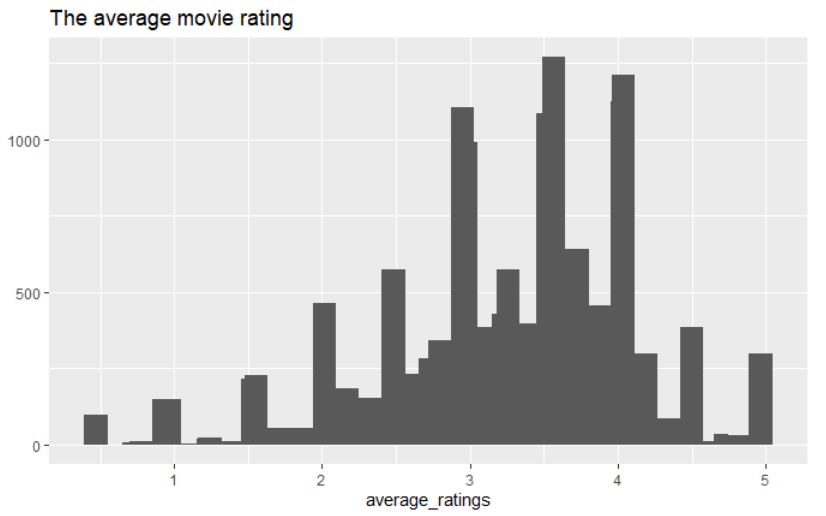 The average movie rating
1000
500
0
1 2 3 4 5
average_ratings